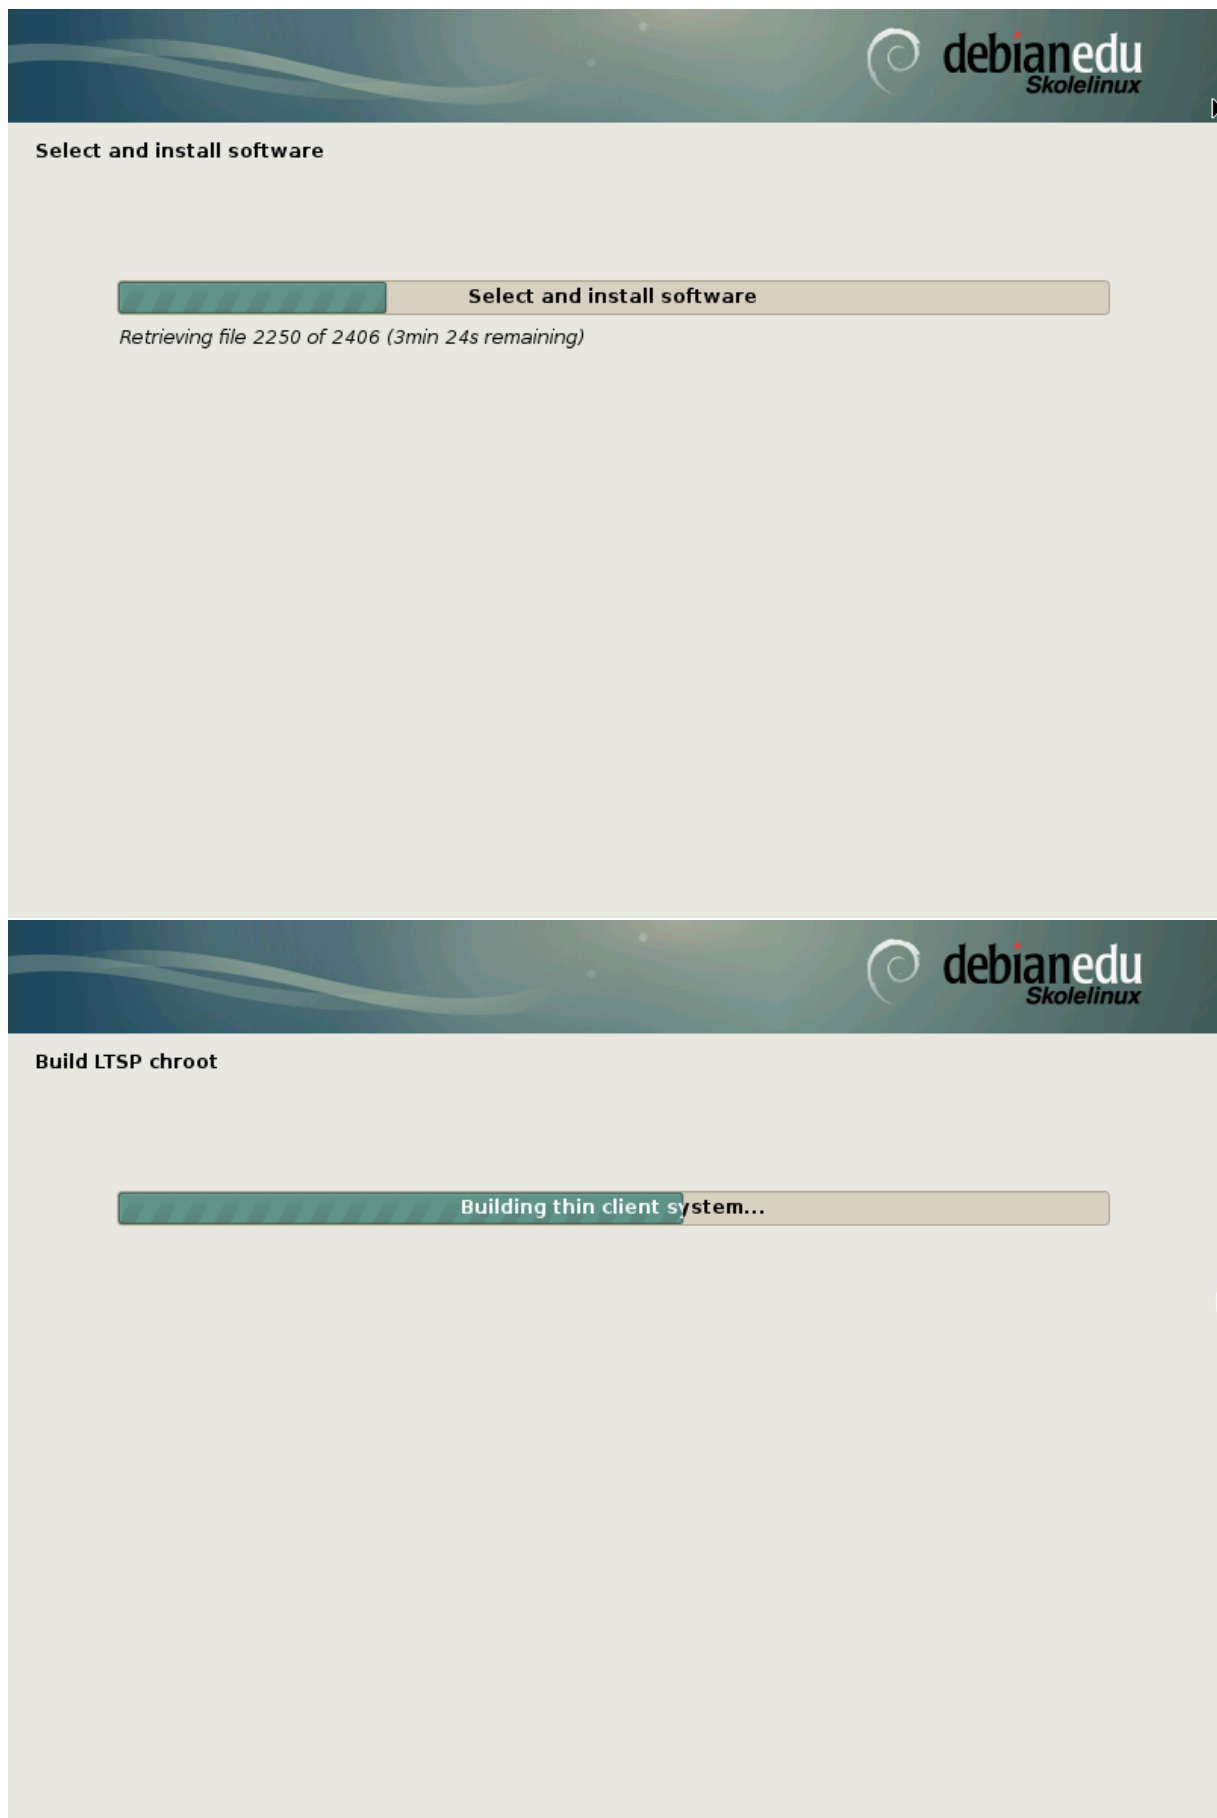 debianedu
Skolelinux
Select and install software
Select and install software
Retrieving file 2250 of 2406 (3min 24s remaining)
debianedu
Skolelinux
Build LTSP chroot
Building thin client system...